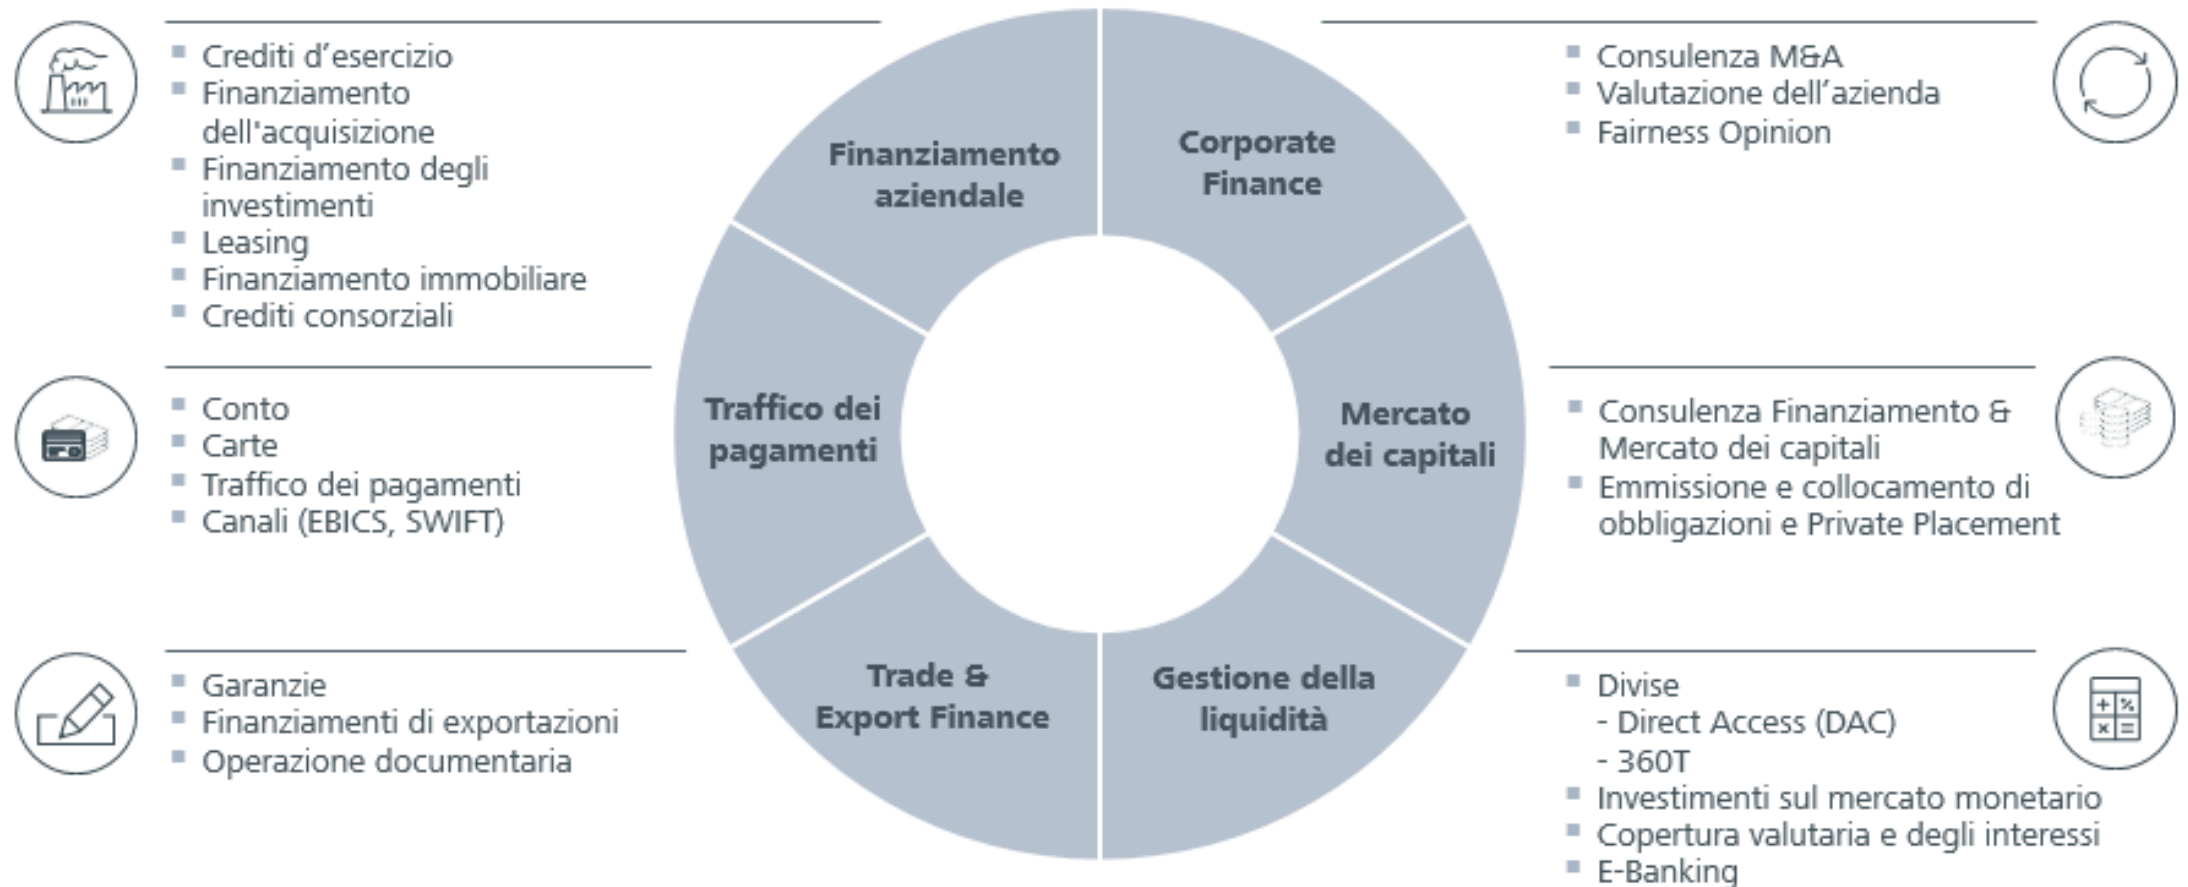 Crediti d’esercizio
Finanziamento
dell'acquisizione
Finanziamento degli
investimenti
Leasing
Finanziamento immobiliare
Crediti consorziali
Finanziamento
aziendale
Corporate
Finance
Consulenza M&A
Valutazione dell’azienda
Fairness Opinion
Conto
Carte
Traffico dei pagamenti
Canali (EBICS, SWIFT)
Traffico dei
pagamenti
Mercato
dei capitali
Consulenza Finanziamento &
Mercato dei capitali
Emmissione e collocamento di
obbligazioni e Private Placement
Garanzie
Finanziamenti di exportazioni
Operazione documentaria
Trade &
Export Finance
Gestione della
liquidità
Divise
- Direct Access (DAC)
- 360T
Investimenti sul mercato monetario
Copertura valutaria e degli interessi
E-Banking